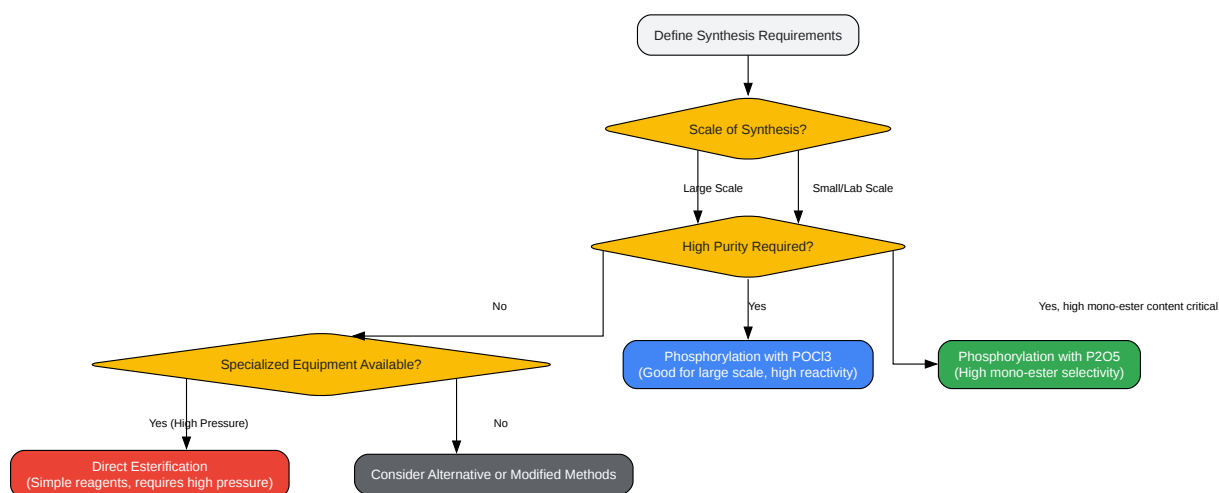 Define Synthesis Requirements
Scale of Synthesis?
Large Scale
Small/Lab Scale
High Purity Required?
No
Yes
Yes, high mono-ester content critical
Specialized Equipment Available?
Phosphorylation with POCl3
(Good for large scale, high reactivity)
Phosphorylation with P2O5
(High mono-ester selectivity)
Yes (High Pressure)
No
Direct Esterification
(Simple reagents, requires high pressure)
Consider Alternative or Modified Methods